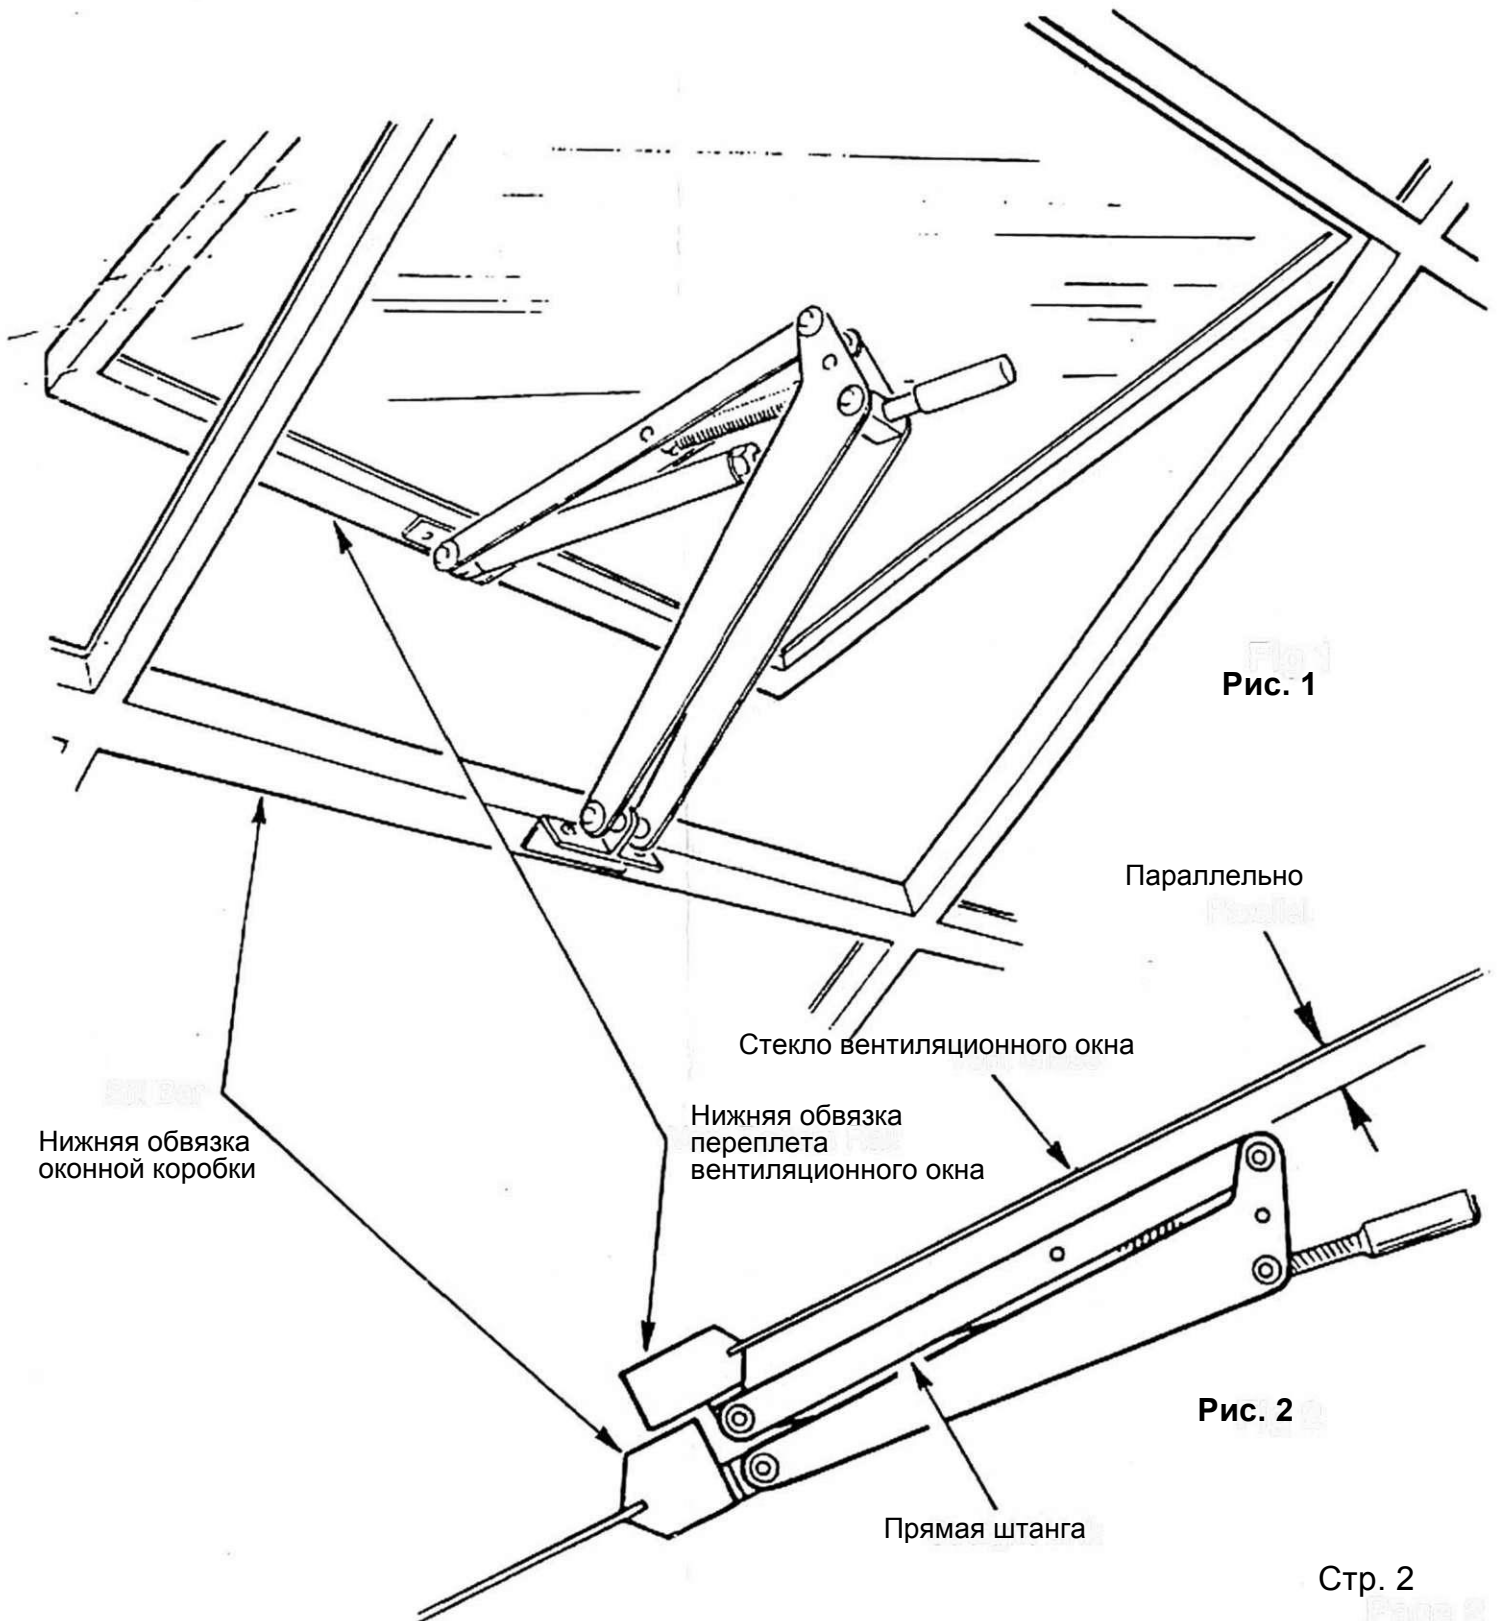 Рис. 1
Параллельно
Стекло вентиляционного окна
Нижняя обвязка
оконной коробки
Нижняя обвязка
переплета
вентиляционного окна
Рис. 2
Прямая штанга
Стр. 2